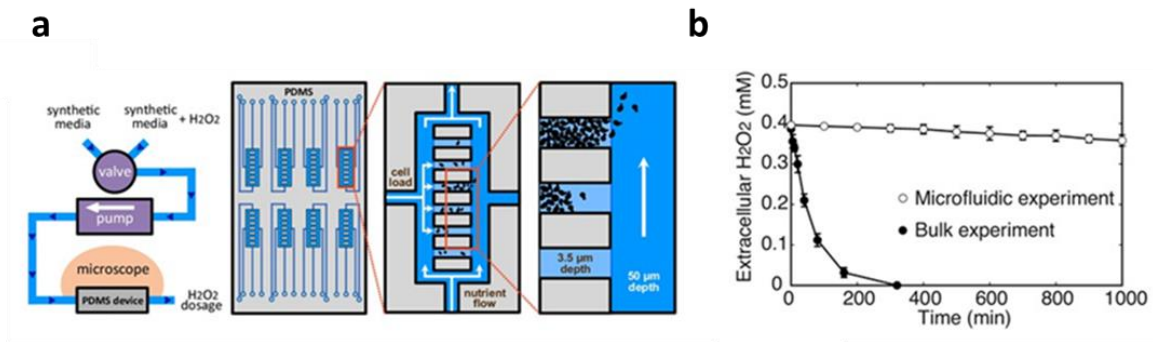 a
synthetic
media
synthetic
media + H2O2
valve
pump
microscope
PDMS device
H2O2
dosage
PDMS
cell
load
nutrient
flow
3.5 µm
depth
50 µm
depth
b
Extracellular H2O2 (mM)
0.5
0.4
0.3
0.2
0.1
0
Microfluidic experiment
Bulk experiment
0 200 400 600 800 1000
Time (min)